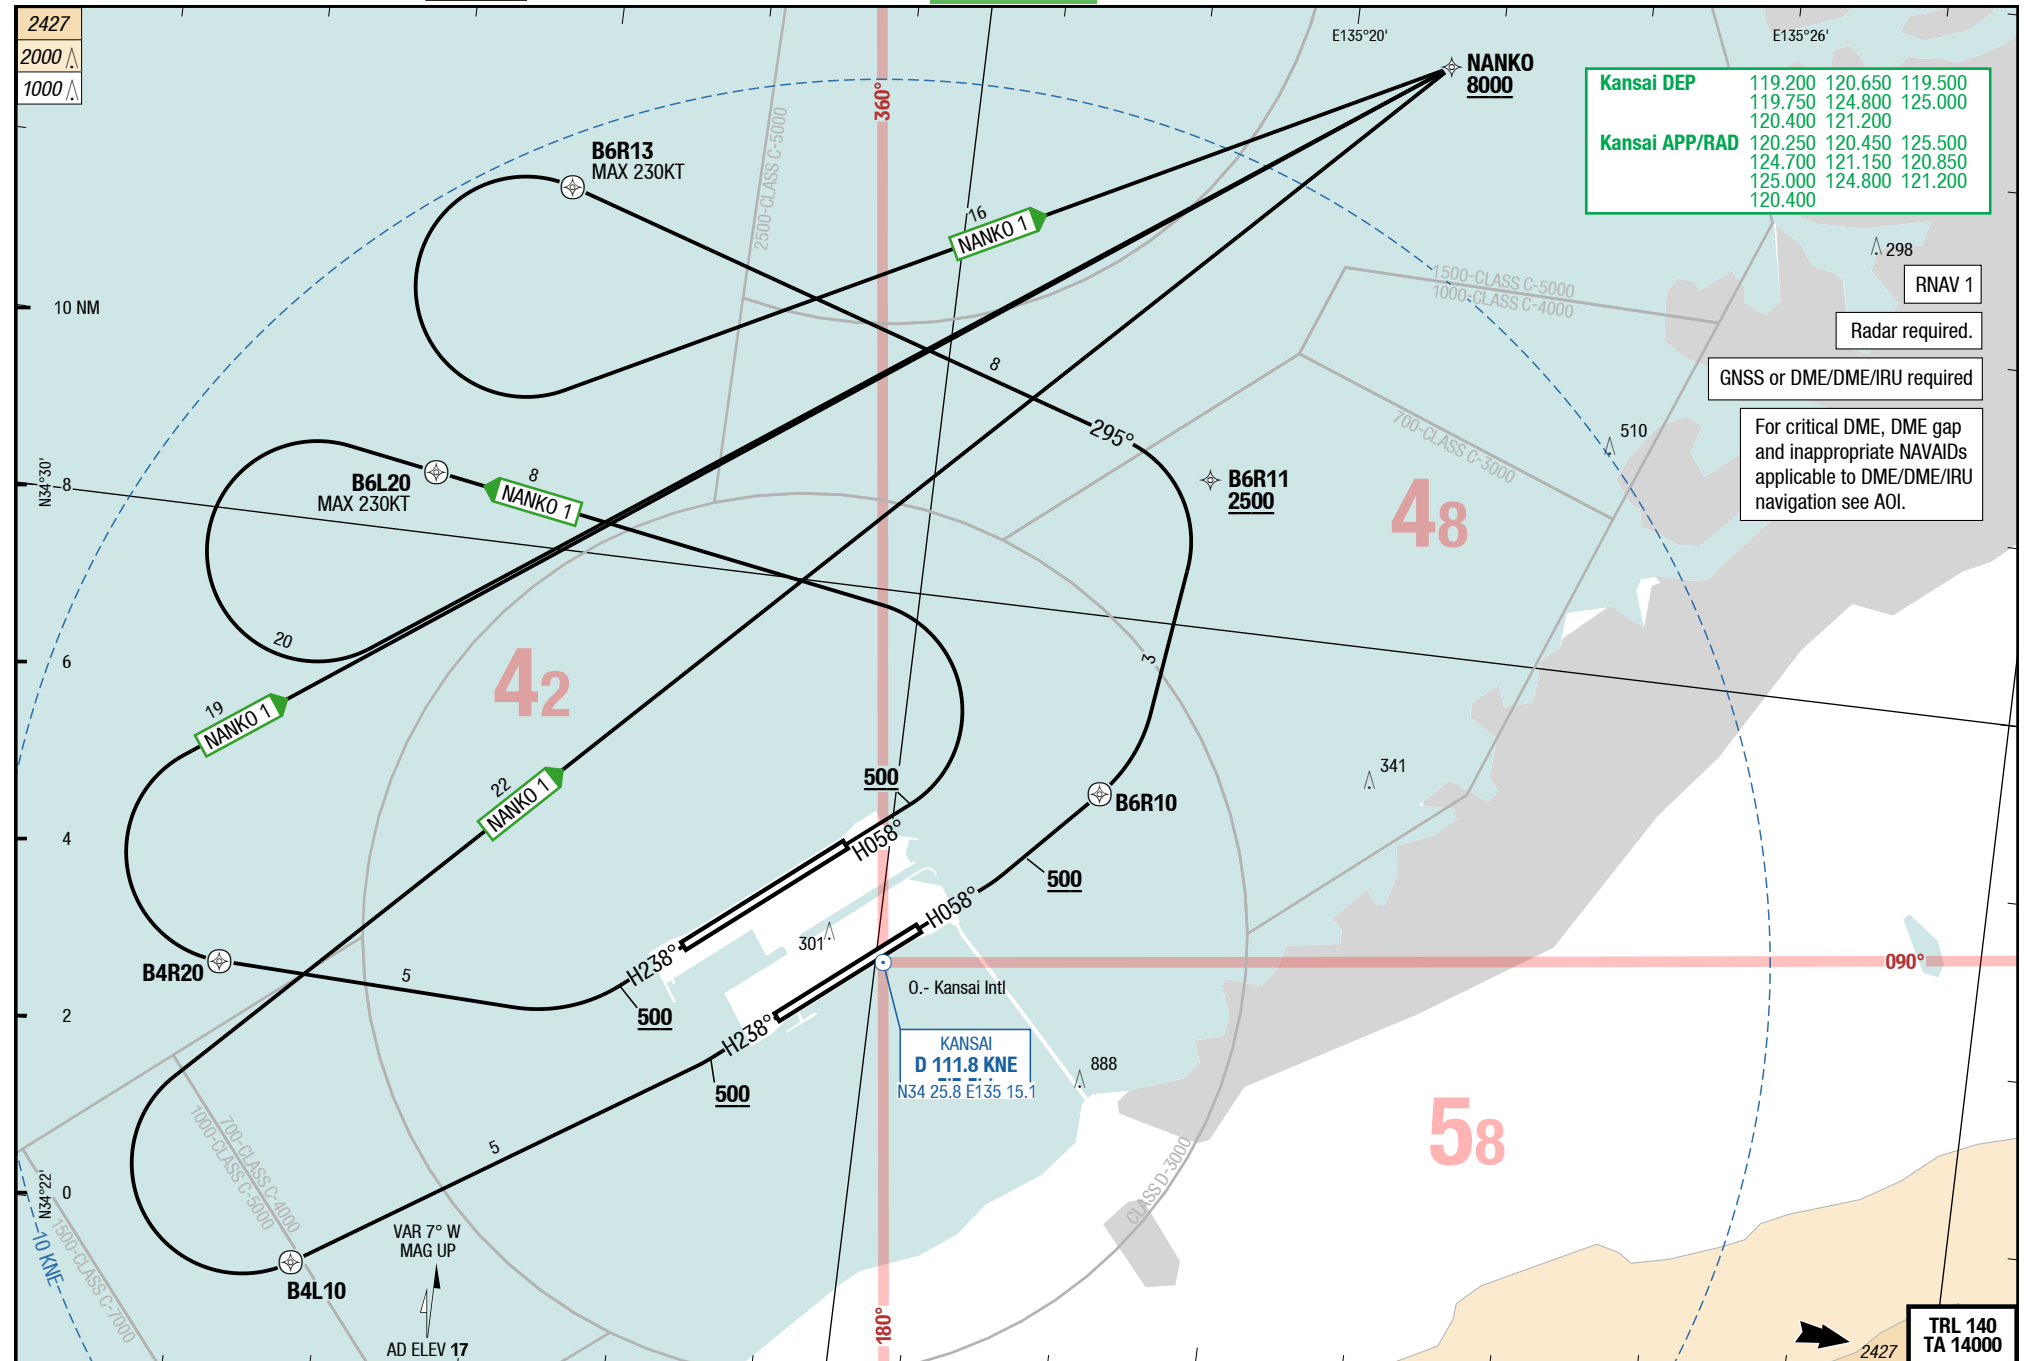 2427
2000
1000
E135°20'
E135°26'
NANKO
8000
Kansai DEP 119.200 120.650 119.500
119.750 124.800 125.000
120.400 121.200
Kansai APP/RAD 120.250 120.450 125.500
124.700 121.150 120.850
125.000 124.800 121.200
120.400
360°
2500-CLASS C-5000
B6R13
MAX 230KT
16
NANKO 1
298
RNAV 1
1500-CLASS C-5000
1000-CLASS C-4000
10 NM
Radar required.
8
GNSS or DME/DME/IRU required
For critical DME, DME gap
and inappropriate NAVAIDs
applicable to DME/DME/IRU
navigation see AOI.
700-CLASS C-3000
295°
510
N34°30'
8
B6L20
MAX 230KT
8
NANKO 1
B6R11
2500
48
20
6
3
42
19
NANKO 1
22
NANKO 1
500
341
B6R10
4
H058°
500
H058°
301
B4R20
5
H238°
500
090°
O.- Kansai Intl
2
H238°
500
KANSAI
D 111.8 KNE
N34 25.8 E135 15.1
888
58
5
700-CLASS C-4000
1000-CLASS C-5000
CLASS D-3000
N34°22'
0
1500-CLASS C-7000
10 KNE
VAR 7° W
MAG UP
B4L10
180°
AD ELEV 17
TRL 140
TA 14000
2427